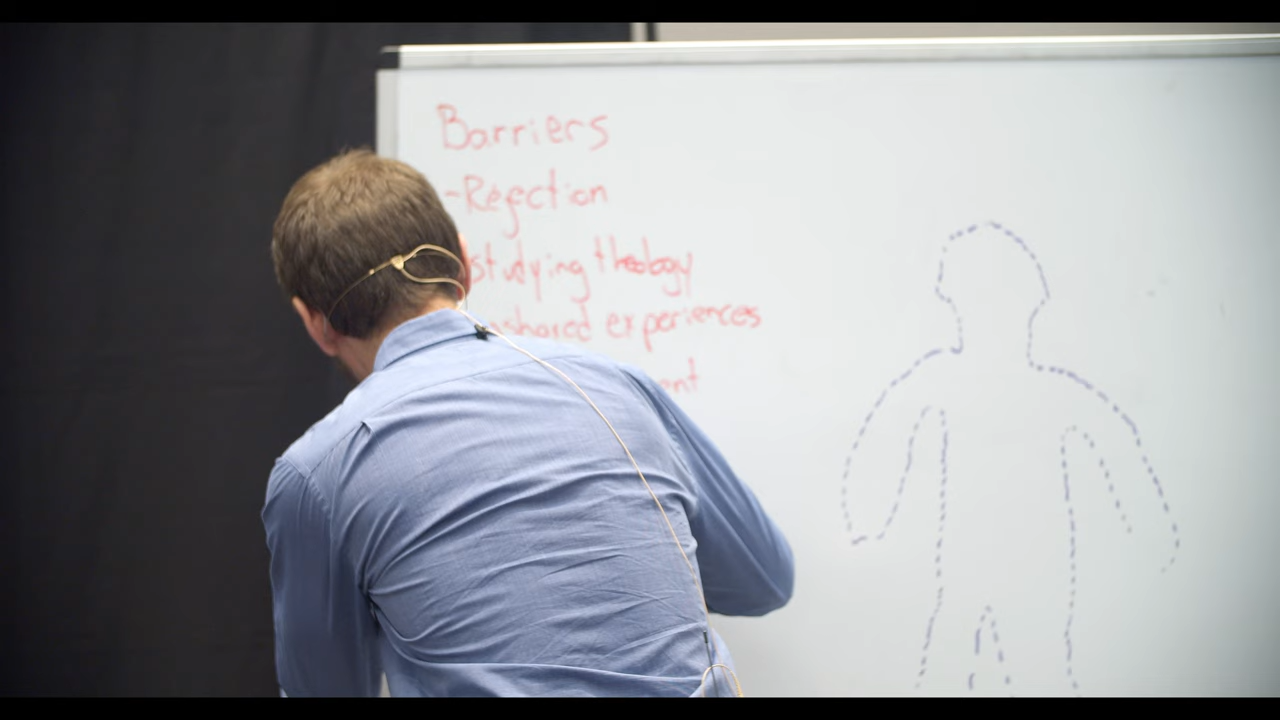 Barriers
-Rejection
studying theology
experiences